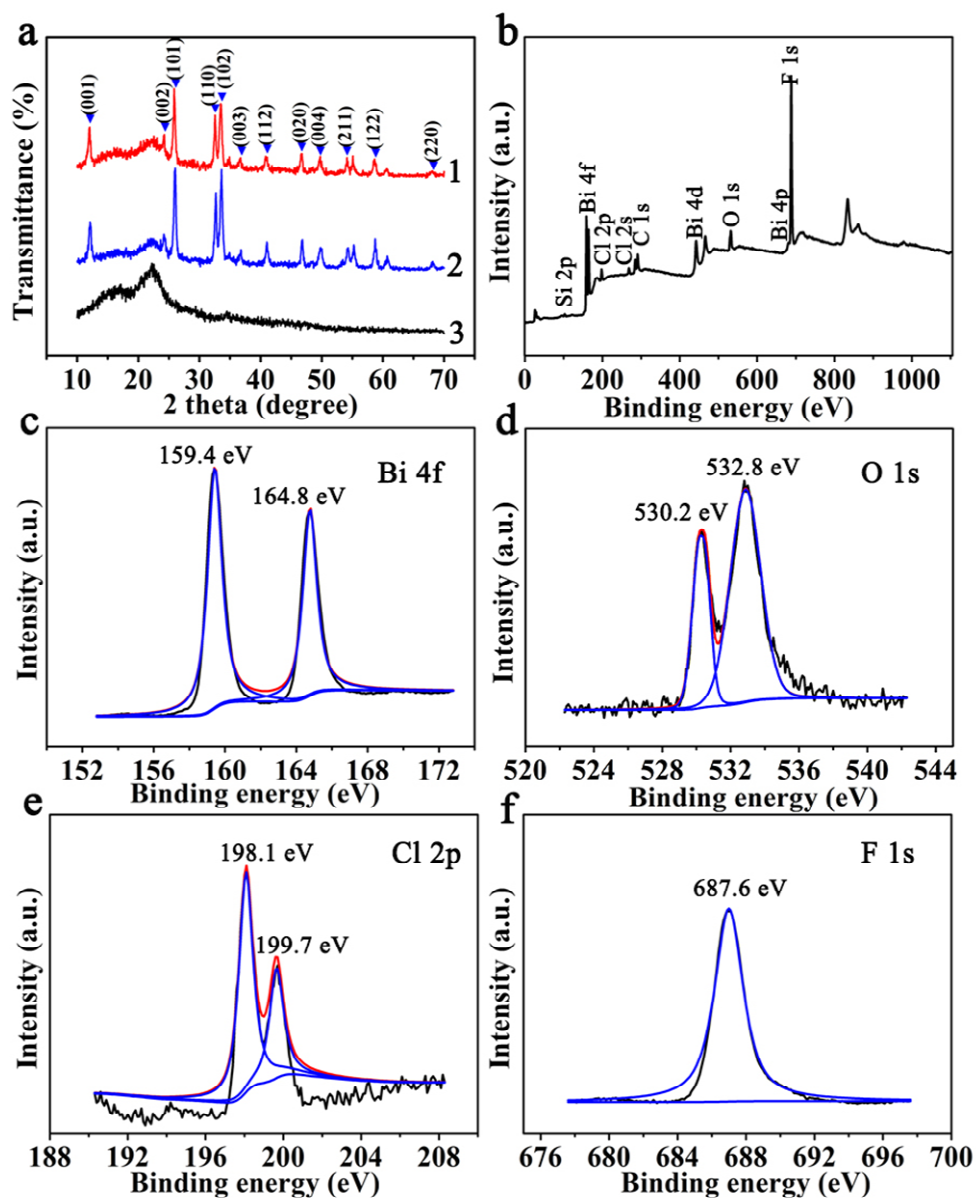 a
Transmittance (%)
(001)
(002)
(101)
(110)
(102)
(003)
(112)
(020)
(004)
(211)
(122)
(220)
1
2
3
10 20 30 40 50 60 70
2 theta (degree)
b
Intensity (a.u.)
Si 2p
Bi 4f
Cl 2p
Cl 2s
C 1s
Bi 4d
O 1s
Bi 4p
F 1s
0 200 400 600 800 1000
Binding energy (eV)
c
Intensity (a.u.)
159.4 eV
164.8 eV
Bi 4f
152 156 160 164 168 172
Binding energy (eV)
d
Intensity (a.u.)
530.2 eV
532.8 eV
O 1s
520 524 528 532 536 540 544
Binding energy (eV)
e
Intensity (a.u.)
198.1 eV
199.7 eV
Cl 2p
188 192 196 200 204 208
Binding energy (eV)
f
Intensity (a.u.)
687.6 eV
F 1s
676 680 684 688 692 696 700
Binding energy (eV)